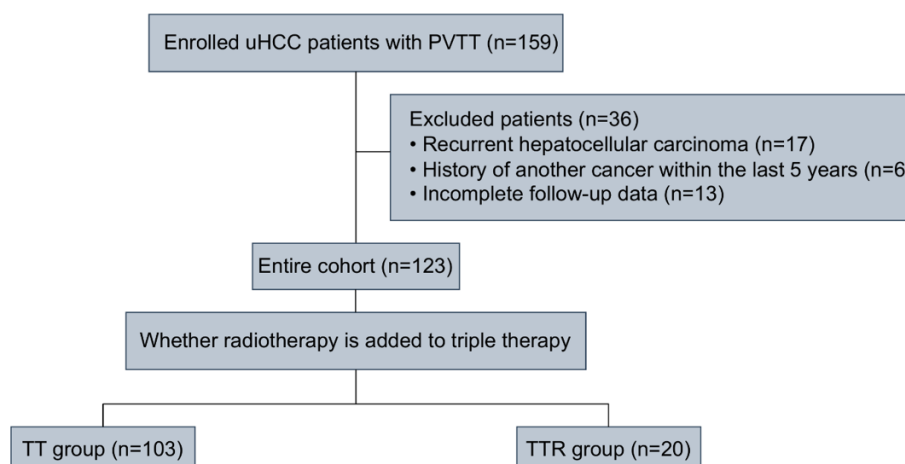 Enrolled uHCC patients with PVTT (n=159)
Excluded patients (n=36)
• Recurrent hepatocellular carcinoma (n=17)
• History of another cancer within the last 5 years (n=6
• Incomplete follow-up data (n=13)
Entire cohort (n=123)
Whether radiotherapy is added to triple therapy
TT group (n=103)
TTR group (n=20)